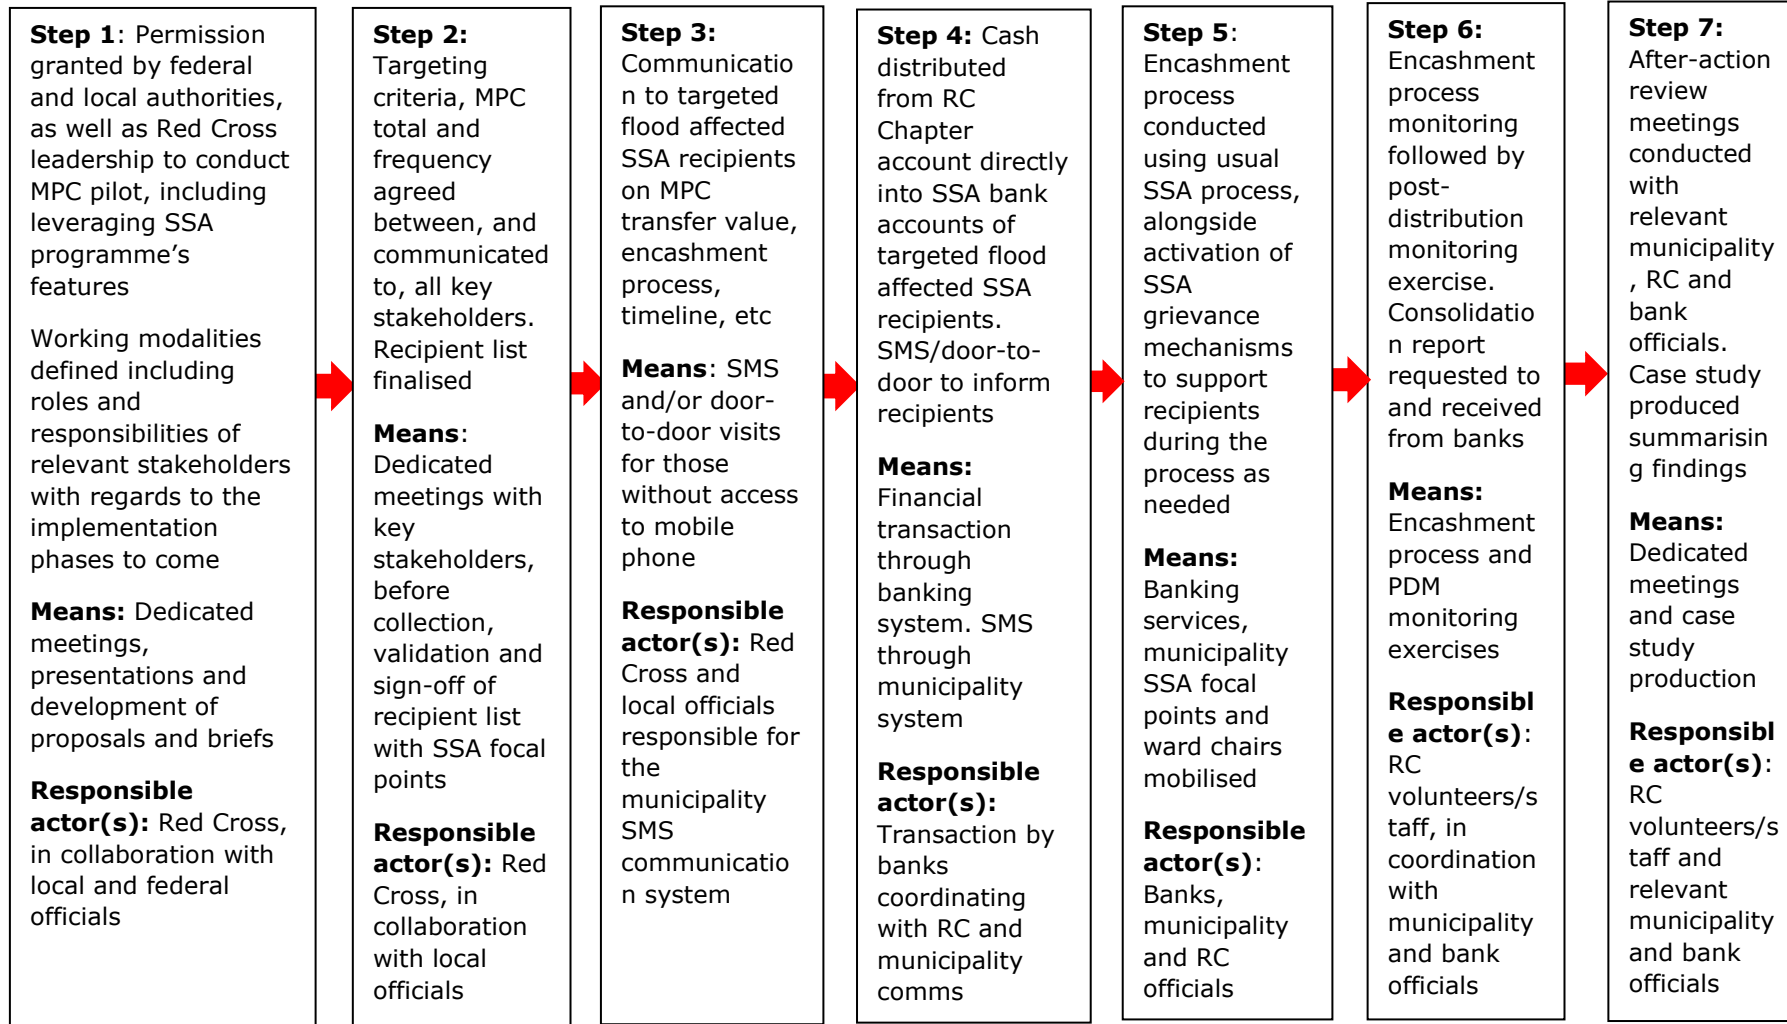 Step 1: Permission
granted by federal
and local authorities,
as well as Red Cross
leadership to conduct
MPC pilot, including
leveraging SSA
programme’s
features
Working modalities
defined including
roles and
responsibilities of
relevant stakeholders
with regards to the
implementation
phases to come
Means: Dedicated
meetings,
presentations and
development of
proposals and briefs
Responsible
actor(s): Red Cross,
in collaboration with
local and federal
officials
Step 2:
Targeting
criteria, MPC
total and
frequency
agreed
between, and
communicated
to, all key
stakeholders.
Recipient list
finalised
Means:
Dedicated
meetings with
key
stakeholders,
before
collection,
validation and
sign-off of
recipient list
with SSA focal
points
Responsible
actor(s): Red
Cross, in
collaboration
with local
officials
Step 3:
Communicatio
n to targeted
flood affected
SSA recipients
on MPC
transfer value,
encashment
process,
timeline, etc
Means: SMS
and/or door-
to-door visits
for those
without access
to mobile
phone
Responsible
actor(s): Red
Cross and
local officials
responsible for
the
municipality
SMS
communicatio
n system
Step 4: Cash
distributed
from RC
Chapter
account directly
into SSA bank
accounts of
targeted flood
affected SSA
recipients.
SMS/door-to-
door to inform
recipients
Means:
Financial
transaction
through
banking
system. SMS
through
municipality
system
Responsible
actor(s):
Transaction by
banks
coordinating
with RC and
municipality
comms
Step 5:
Encashment
process
conducted
using usual
SSA process,
alongside
activation of
SSA
grievance
mechanisms
to support
recipients
during the
process as
needed
Means:
Banking
services,
municipality
SSA focal
points and
ward chairs
mobilised
Responsible
actor(s):
Banks,
municipality
and RC
officials
Step 6:
Encashment
process
monitoring
followed by
post-
distribution
monitoring
exercise.
Consolidatio
n report
requested to
and received
from banks
Means:
Encashment
process and
PDM
monitoring
exercises
Responsibl
e actor(s):
RC
volunteers/s
taff, in
coordination
with
municipality
and bank
officials
Step 7:
After-action
review
meetings
conducted
with
relevant
municipality
, RC and
bank
officials.
Case study
produced
summarisin
g findings
Means:
Dedicated
meetings
and case
study
production
Responsibl
e actor(s):
RC
volunteers/s
taff and
relevant
municipality
and bank
officials